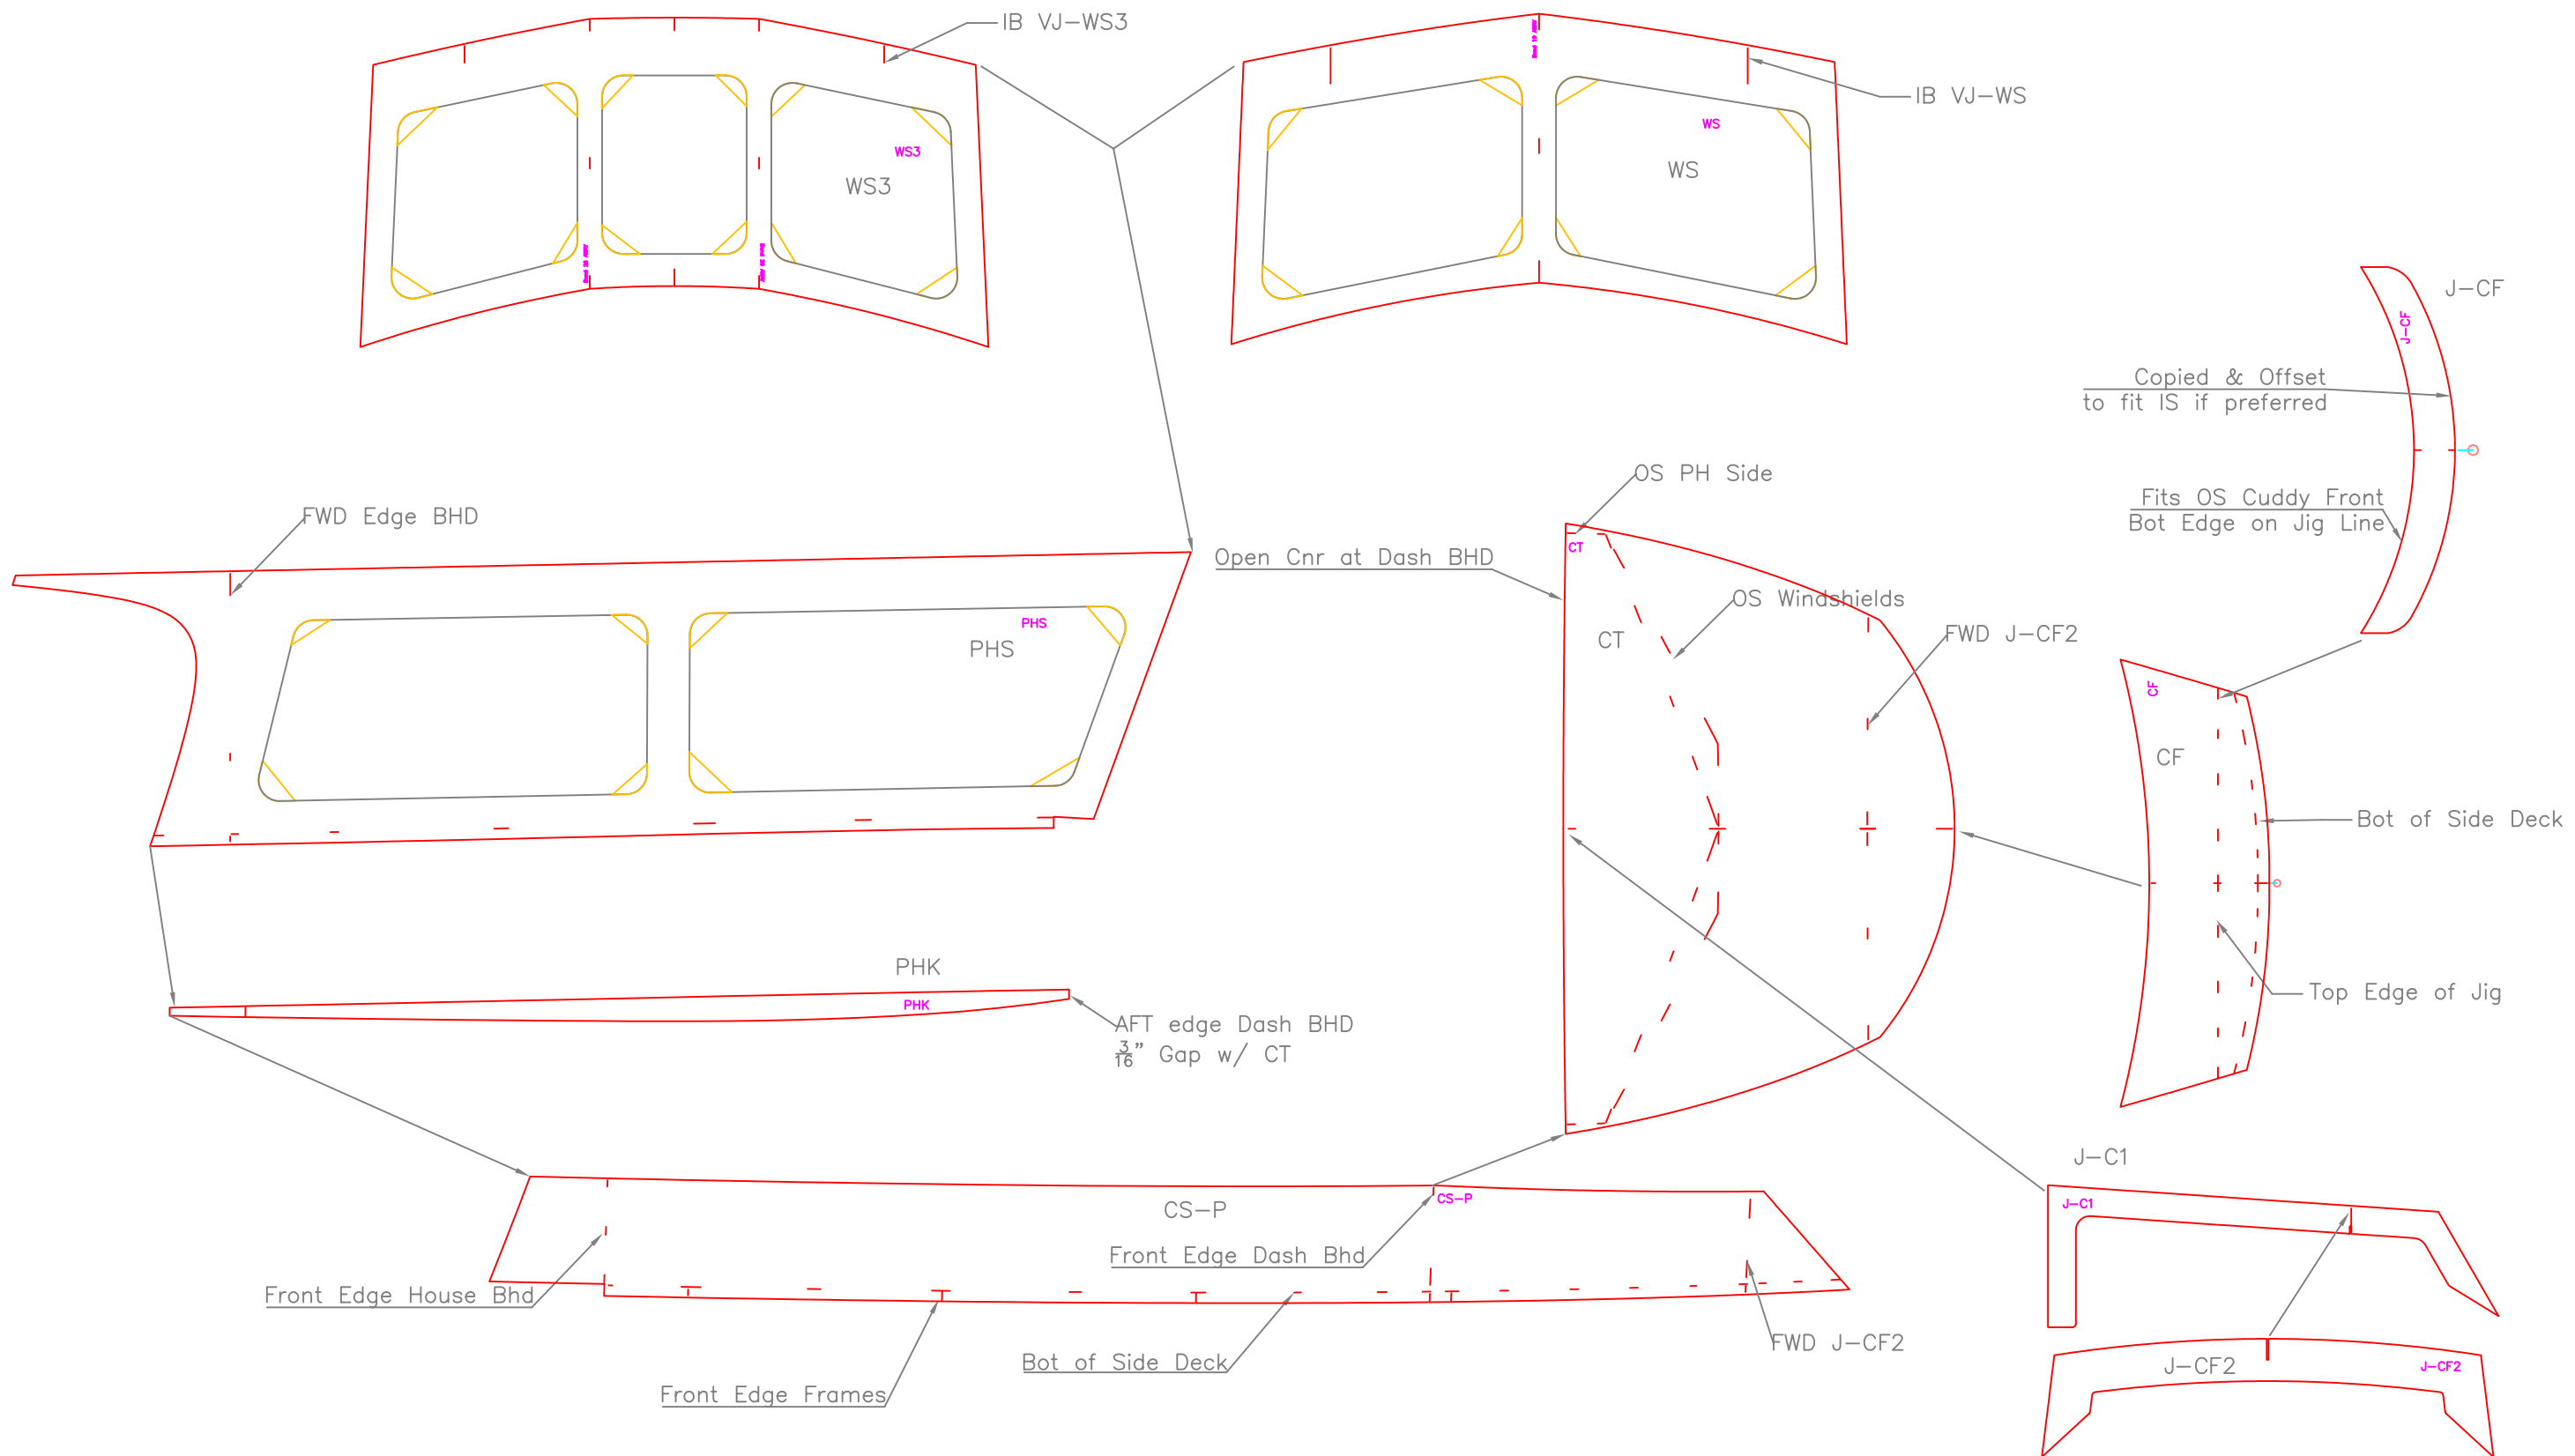 IB VJ-WS3
IB VJ-WS
WS3
WS3
WS
WS
J-CF
J-CF
Copied & Offset
to fit IS if preferred
Fits OS Cuddy Front
Bot Edge on Jig Line
OS PH Side
FWD Edge BHD
Open Cnr at Dash BHD
CT
OS Windshields
CT
FWD J-CF2
PHS
PHS
CF
CF
Bot of Side Deck
Top Edge of Jig
PHK
PHK
AFT edge Dash BHD
3/16" Gap w/ CT
J-C1
J-C1
CS-P
CS-P
Front Edge Dash Bhd
Front Edge House Bhd
Bot of Side Deck
FWD J-CF2
J-CF2
J-CF2
Front Edge Frames